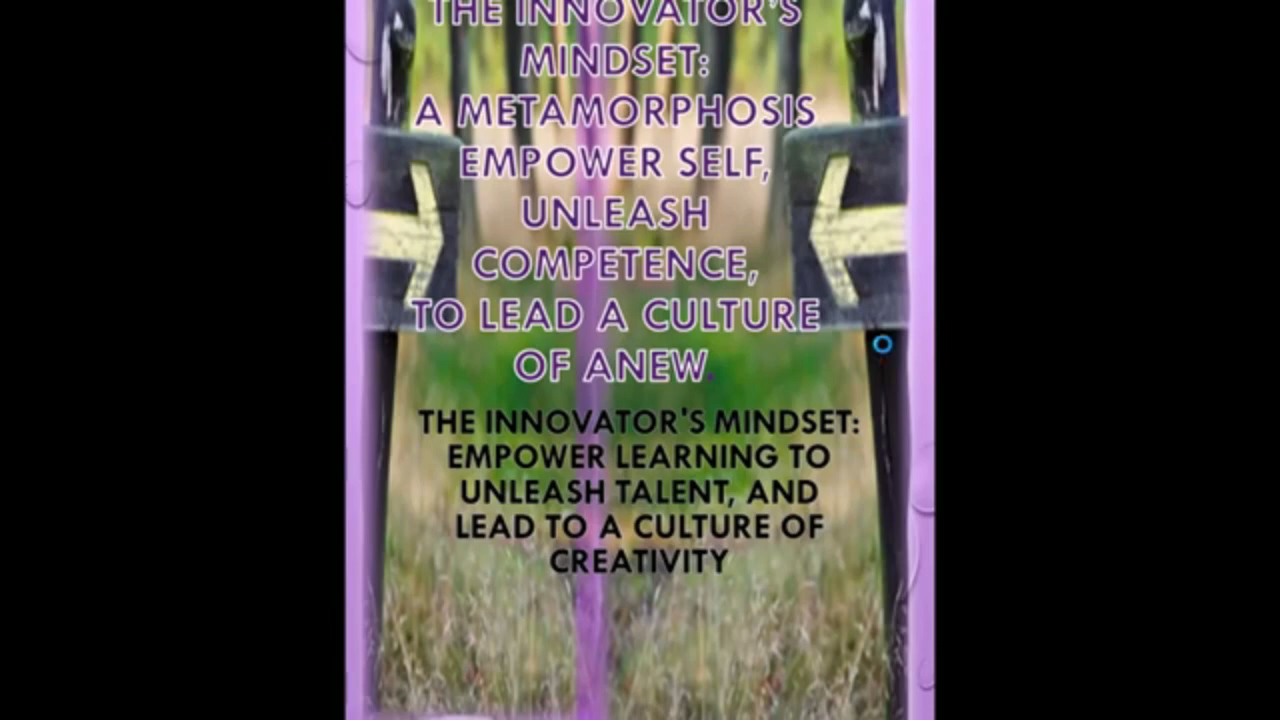 THE INNOVATOR'S
MINDSET:
A METAMORPHOSIS
EMPOWER SELF,
UNLEASH
COMPETENCE,
TO LEAD A CULTURE
OF ANEW.
THE INNOVATOR'S MINDSET:
EMPOWER LEARNING TO
UNLEASH TALENT, AND
LEAD TO A CULTURE OF
CREATIVITY